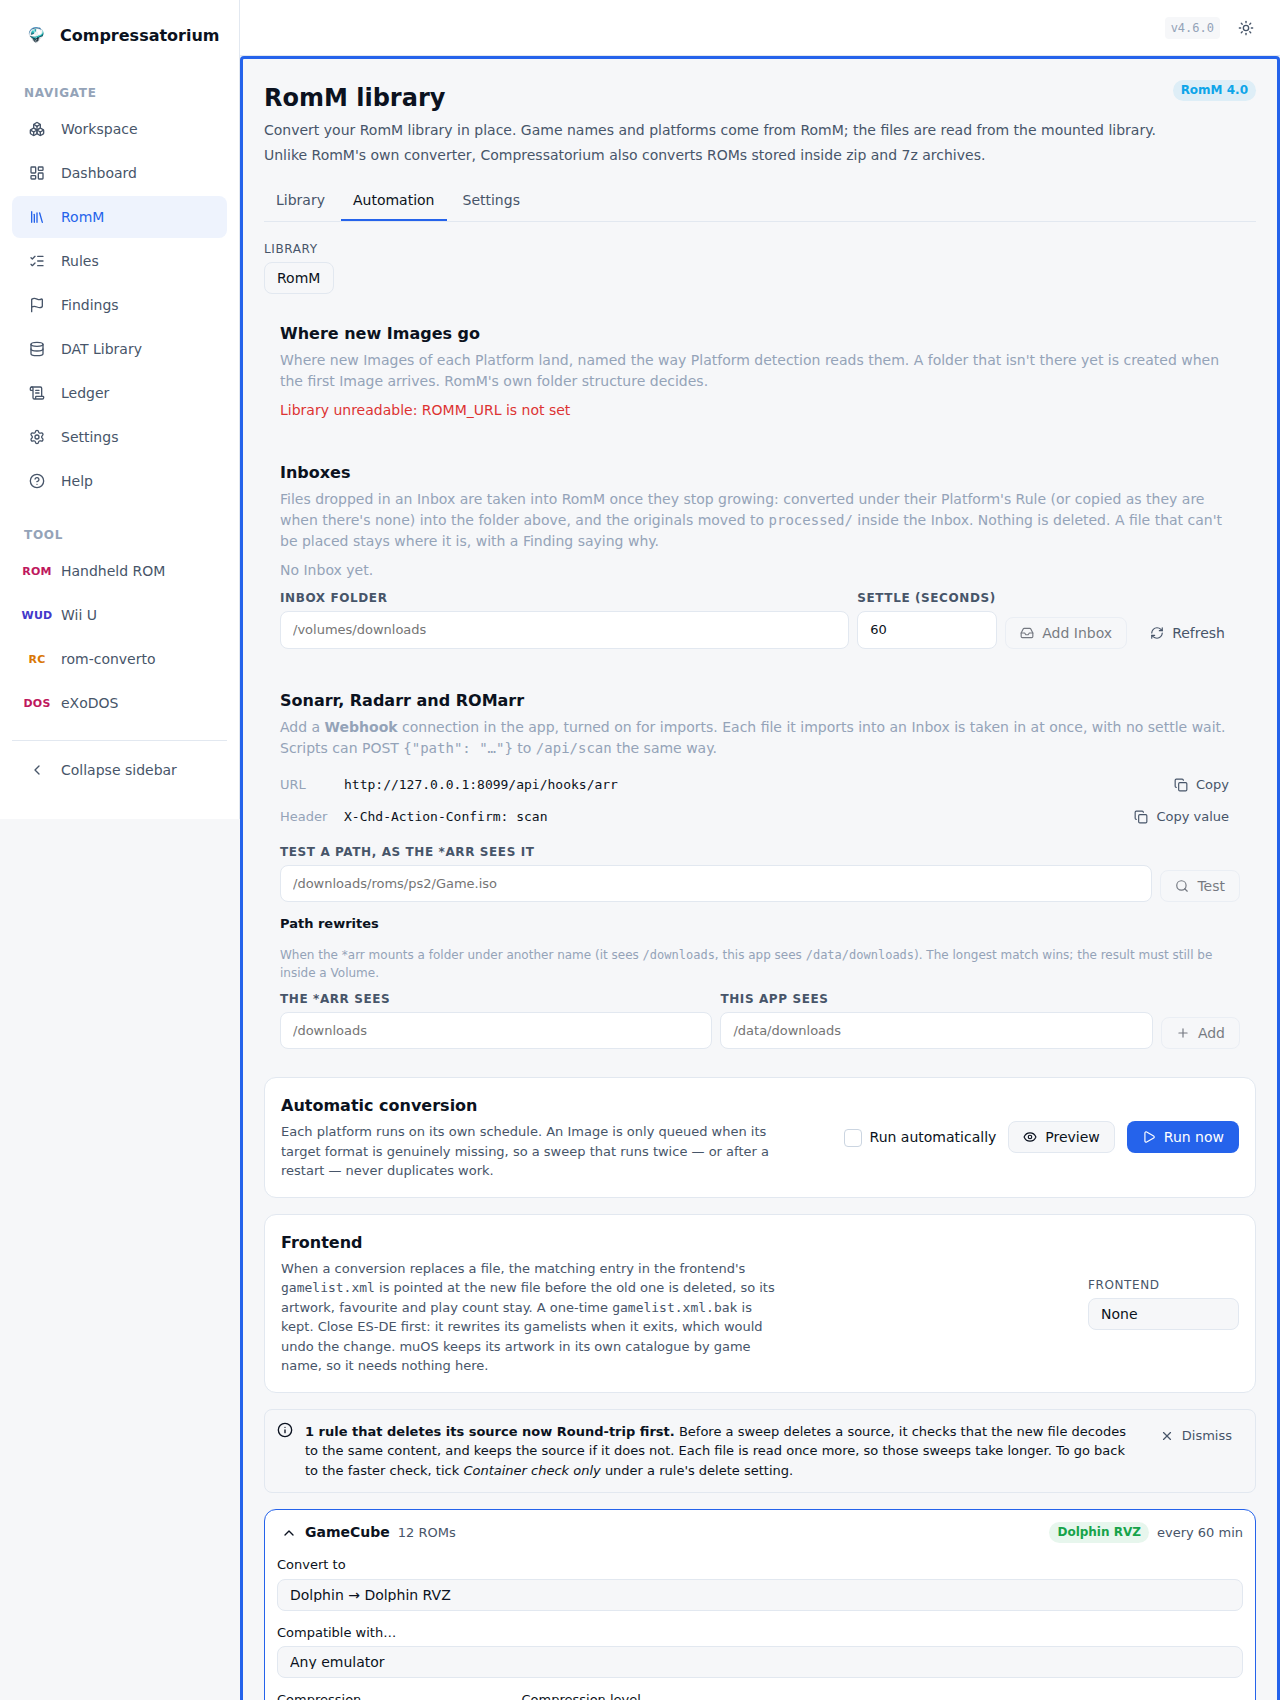 Compressatorium
v4.6.0
NAVIGATE
Workspace
Dashboard
RomM
Rules
Findings
DAT Library
Ledger
Settings
Help
TOOL
ROM Handheld ROM
WUD Wii U
RC rom-converto
DOS eXoDOS
Collapse sidebar
RomM library
RomM 4.0
Convert your RomM library in place. Game names and platforms come from RomM; the files are read from the mounted library.
Unlike RomM's own converter, Compressatorium also converts ROMs stored inside zip and 7z archives.
Library Automation Settings
LIBRARY
RomM
Where new Images go
Where new Images of each Platform land, named the way Platform detection reads them. A folder that isn't there yet is created when
the first Image arrives. RomM's own folder structure decides.
Library unreadable: ROMM_URL is not set
Inboxes
Files dropped in an Inbox are taken into RomM once they stop growing: converted under their Platform's Rule (or copied as they are
when there's none) into the folder above, and the originals moved to processed/ inside the Inbox. Nothing is deleted. A file that can't
be placed stays where it is, with a Finding saying why.
No Inbox yet.
INBOX FOLDER SETTLE (SECONDS)
/volumes/downloads 60 Add Inbox Refresh
Sonarr, Radarr and ROMarr
Add a Webhook connection in the app, turned on for imports. Each file it imports into an Inbox is taken in at once, with no settle wait.
Scripts can POST {"path": "…"} to /api/scan the same way.
URL http://127.0.0.1:8099/api/hooks/arr Copy
Header X-Chd-Action-Confirm: scan Copy value
TEST A PATH, AS THE *ARR SEES IT
/downloads/roms/ps2/Game.iso Test
Path rewrites
When the *arr mounts a folder under another name (it sees /downloads, this app sees /data/downloads). The longest match wins; the result must still be
inside a Volume.
THE *ARR SEES THIS APP SEES
/downloads /data/downloads Add
Automatic conversion
Each platform runs on its own schedule. An Image is only queued when its
target format is genuinely missing, so a sweep that runs twice — or after a
restart — never duplicates work.
Run automatically Preview Run now
Frontend
When a conversion replaces a file, the matching entry in the frontend's
gamelist.xml is pointed at the new file before the old one is deleted, so its
artwork, favourite and play count stay. A one-time gamelist.xml.bak is
kept. Close ES-DE first: it rewrites its gamelists when it exits, which would
undo the change. muOS keeps its artwork in its own catalogue by game
name, so it needs nothing here.
FRONTEND
None
1 rule that deletes its source now Round-trip first. Before a sweep deletes a source, it checks that the new file decodes
to the same content, and keeps the source if it does not. Each file is read once more, so those sweeps take longer. To go back
to the faster check, tick Container check only under a rule's delete setting.
Dismiss
GameCube 12 ROMs Dolphin RVZ every 60 min
Convert to
Dolphin → Dolphin RVZ
Compatible with…
Any emulator
Compression Compression level